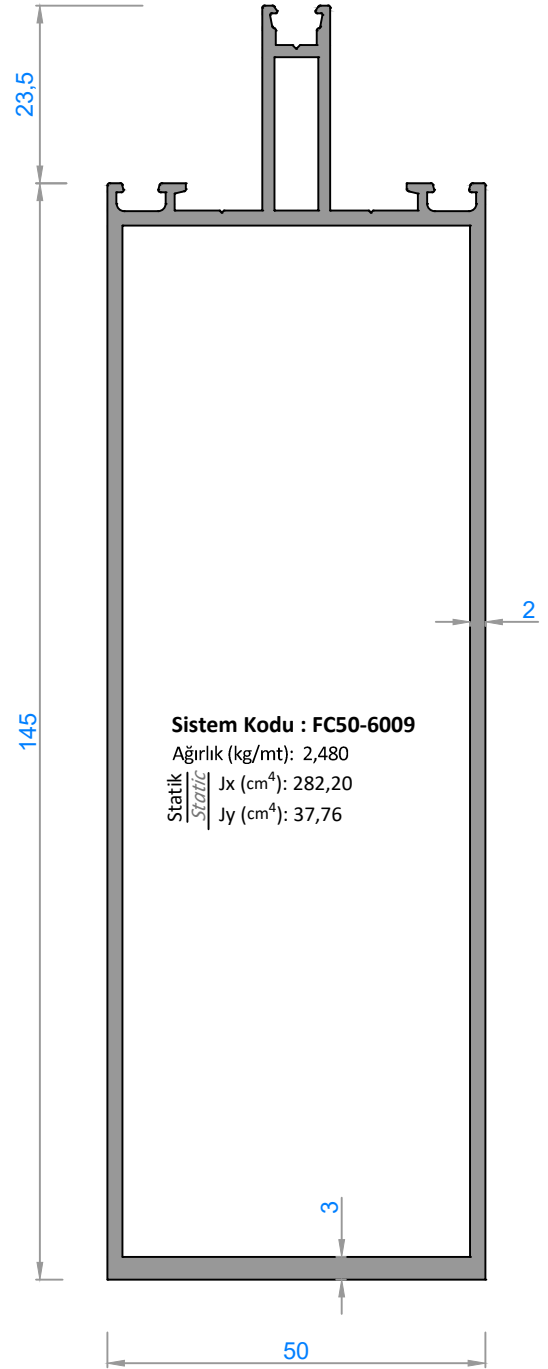 23,5
145
2
Sistem Kodu : FC50-6009
Ağırlık (kg/mt): 2,480
Statik
Static
Jx (cm⁴): 282,20
Jy (cm⁴): 37,76
3
50